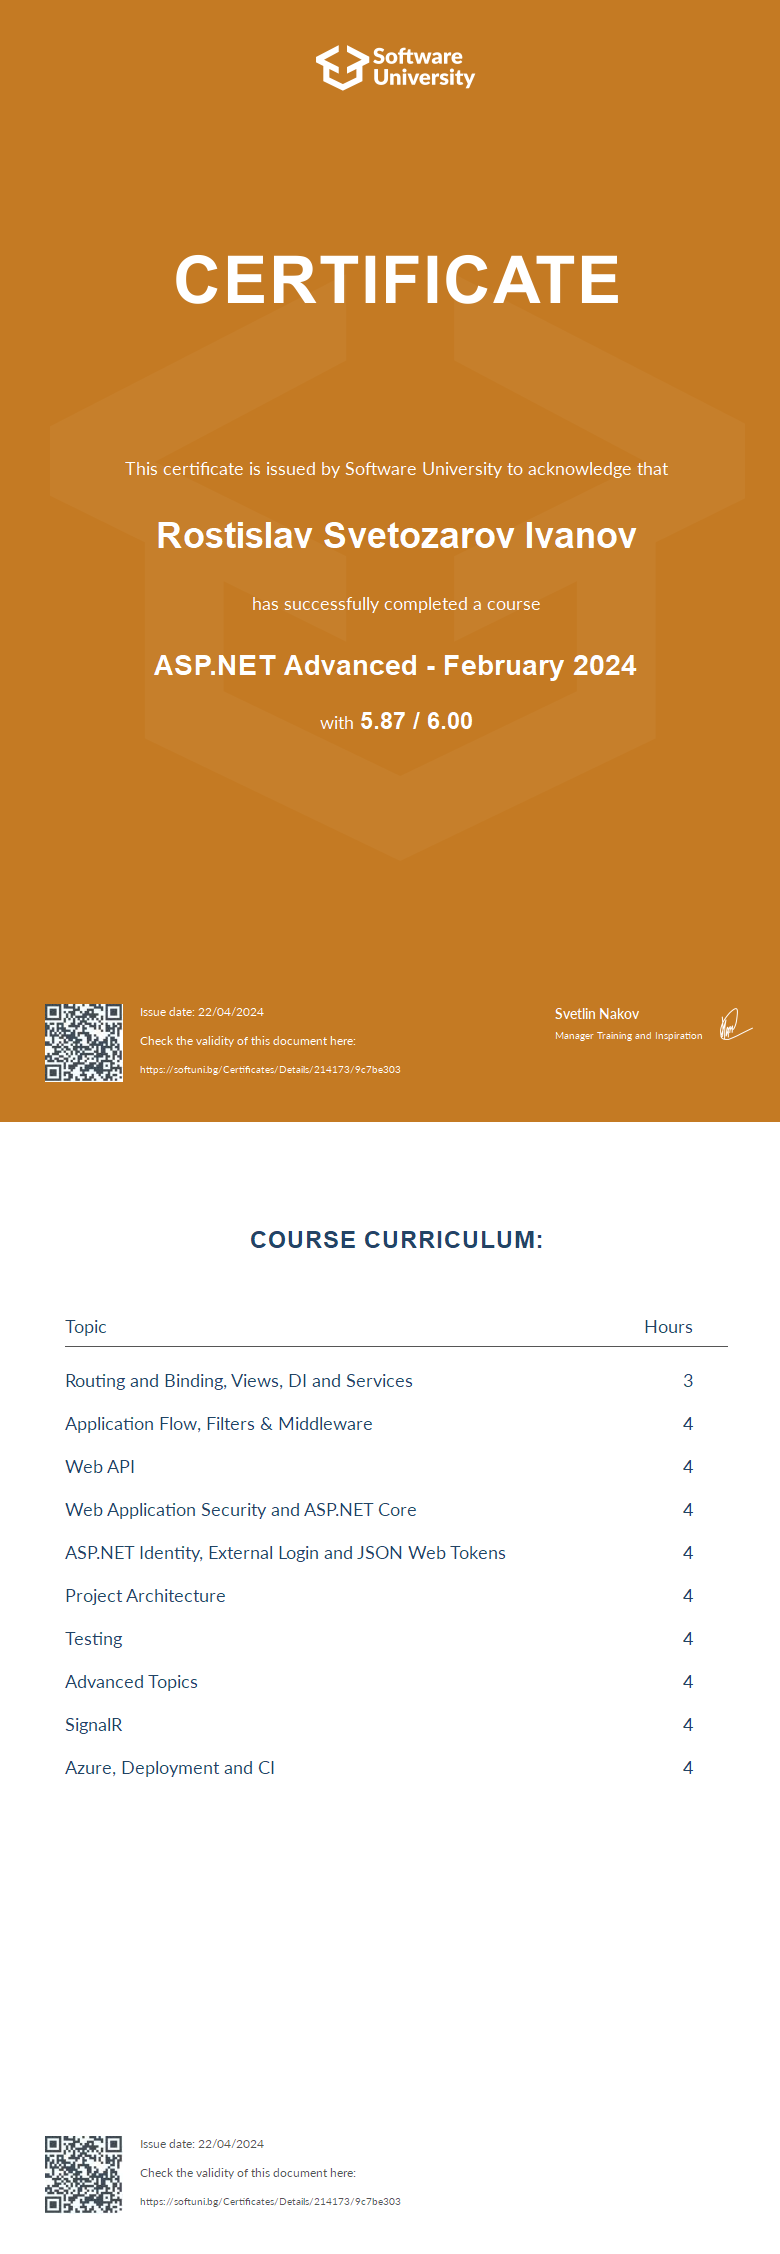 Software
University
CERTIFICATE
This certificate is issued by Software University to acknowledge that
Rostislav Svetozarov Ivanov
has successfully completed a course
ASP.NET Advanced - February 2024
with 5.87 / 6.00
Issue date: 22/04/2024
Check the validity of this document here:
https://softuni.bg/Certificates/Details/214173/9c7be303
Svetlin Nakov
Manager Training and Inspiration
COURSE CURRICULUM:
Topic Hours
Routing and Binding, Views, DI and Services 3
Application Flow, Filters & Middleware 4
Web API 4
Web Application Security and ASP.NET Core 4
ASP.NET Identity, External Login and JSON Web Tokens 4
Project Architecture 4
Testing 4
Advanced Topics 4
SignalR 4
Azure, Deployment and CI 4
Issue date: 22/04/2024
Check the validity of this document here:
https://softuni.bg/Certificates/Details/214173/9c7be303